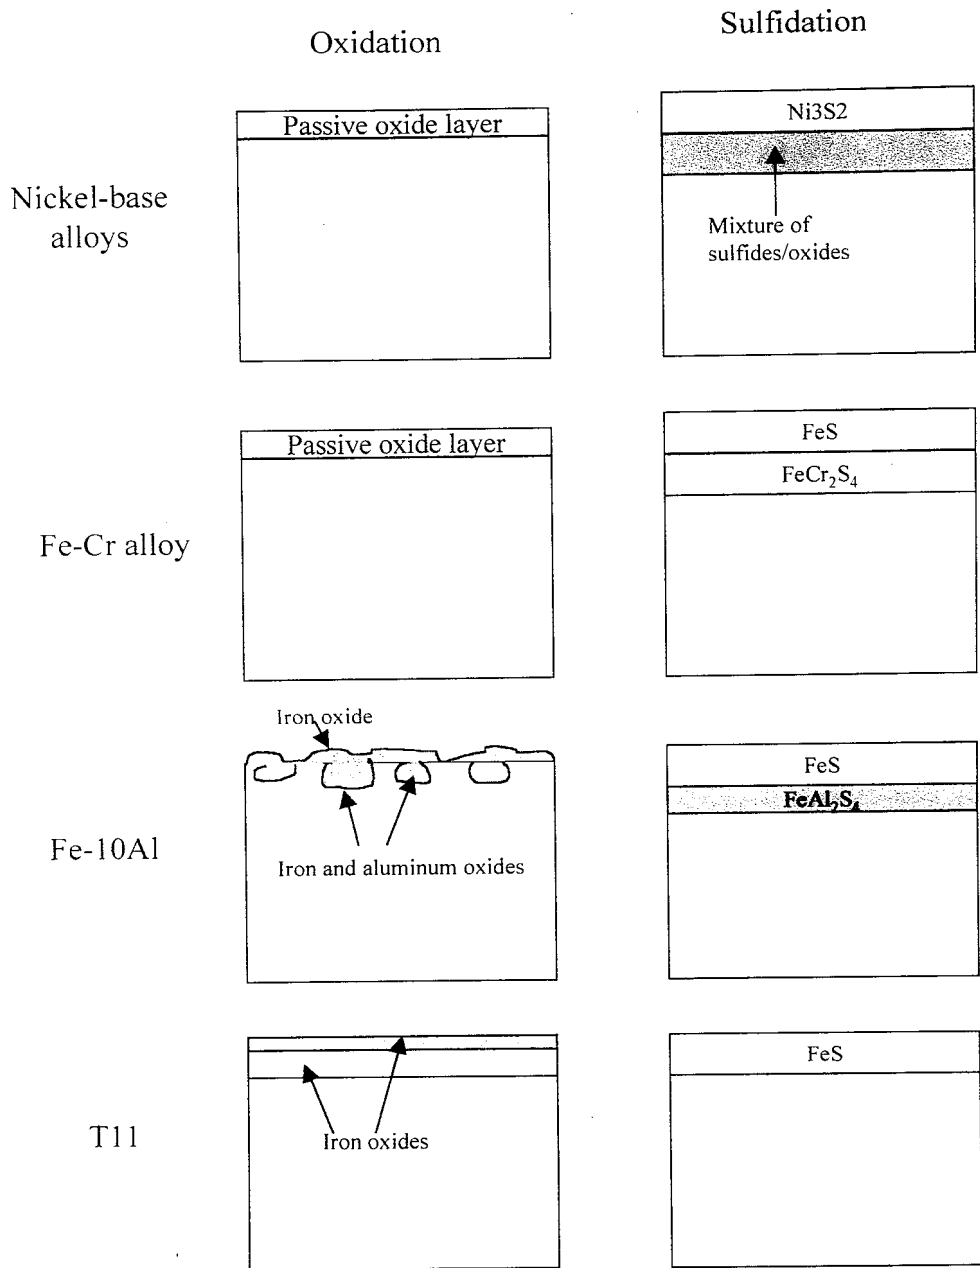 Oxidation
Sulfidation
Nickel-base
alloys
Passive oxide layer
Ni3S2
Mixture of
sulfides/oxides
Fe-Cr alloy
Passive oxide layer
FeS
FeCr₂S₄
Fe-10Al
Iron oxide
Iron and aluminum oxides
FeS
FeAl₂S₄
T11
Iron oxides
FeS